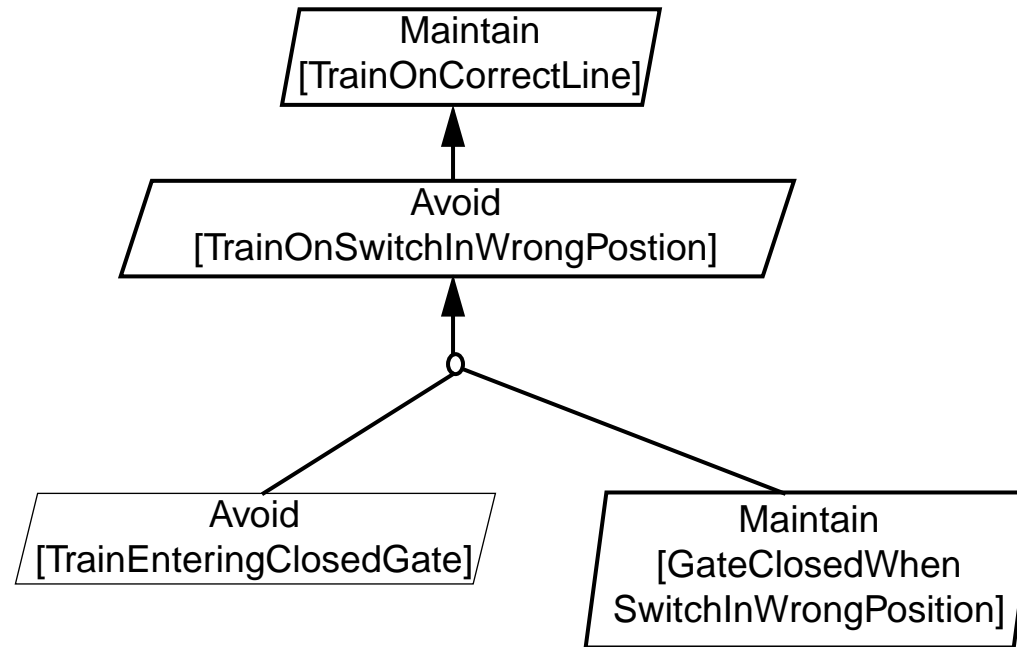 Maintain
[TrainOnCorrectLine]
Avoid
[TrainOnSwitchInWrongPostion]
Avoid
[TrainEnteringClosedGate]
Maintain
[GateClosedWhen
SwitchInWrongPosition]